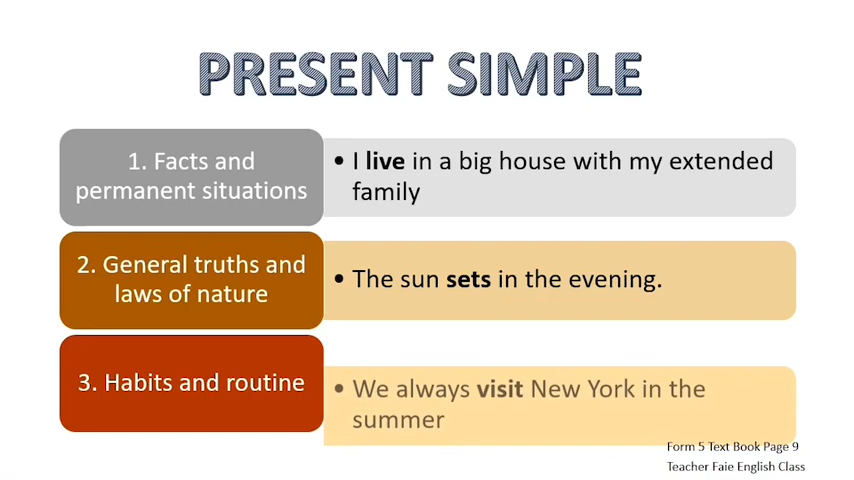 PRESENT SIMPLE
1. Facts and
permanent situations
• I live in a big house with my extended
family
2. General truths and
laws of nature
• The sun sets in the evening.
3. Habits and routine
• We always visit New York in the
summer
Form 5 Text Book Page 9
Teacher Faie English Class